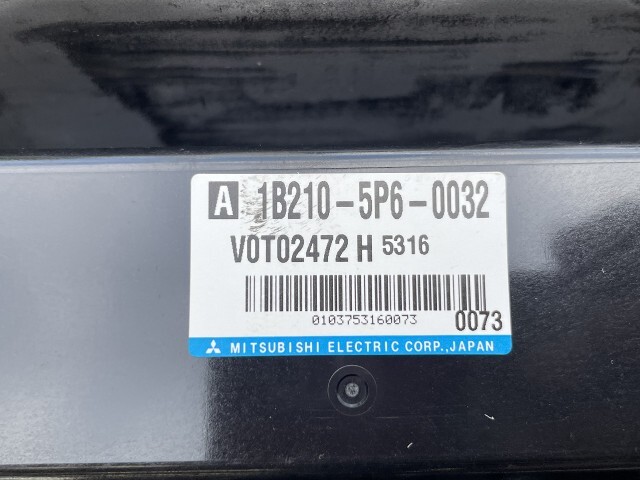 A 1B210-5P6-0032
V0T02472 H 5316
0103753160073
0073
MITSUBISHI ELECTRIC CORP.,JAPAN